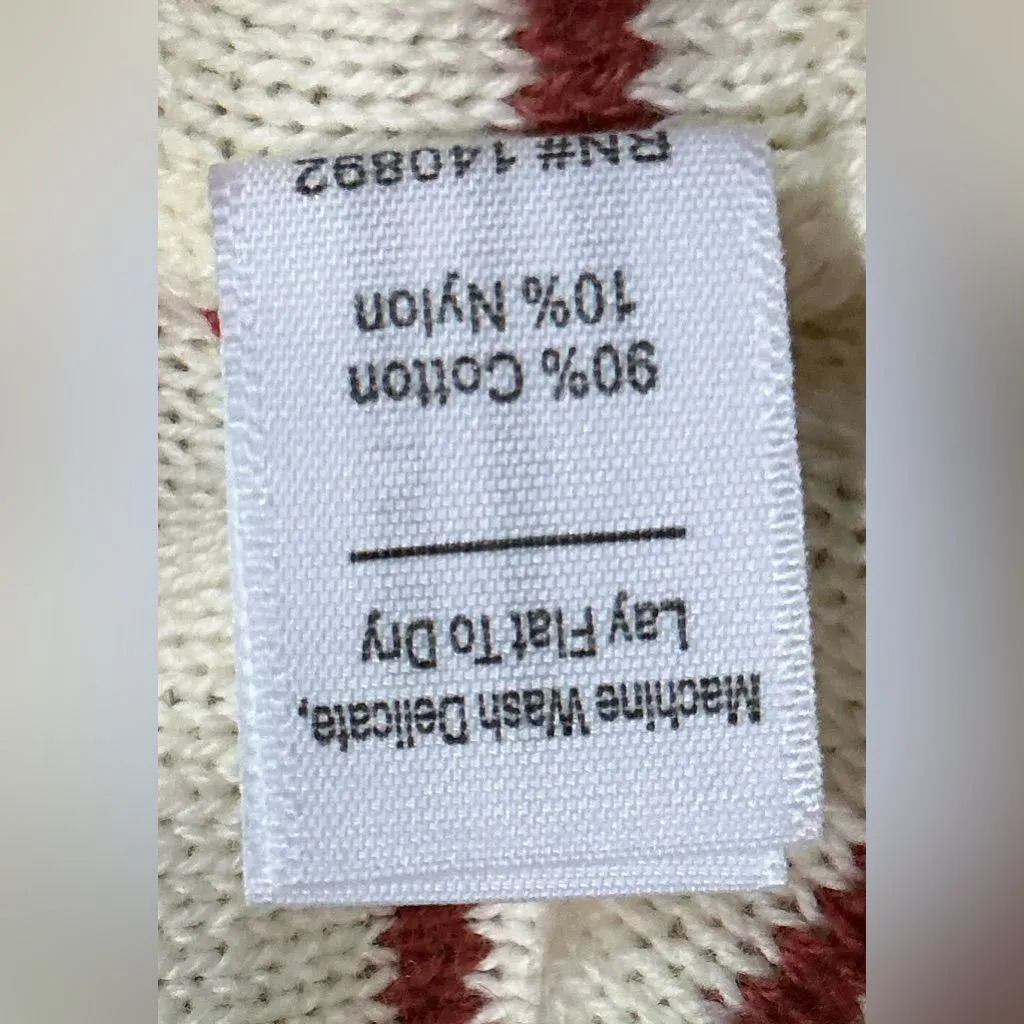 Machine Wash Delicate,
Lay Flat To Dry
90% Cotton
10% Nylon
RN# 140892